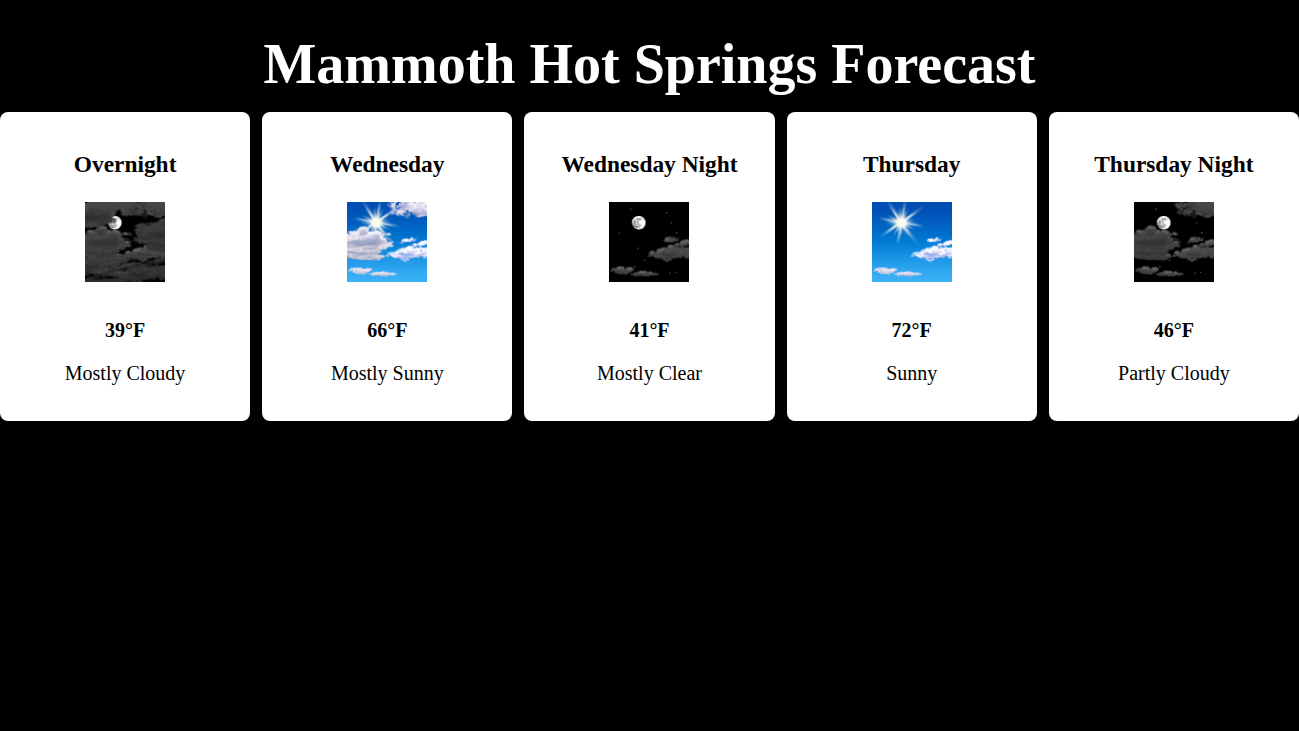 Mammoth Hot Springs Forecast
Overnight
39°F
Mostly Cloudy
Wednesday
66°F
Mostly Sunny
Wednesday Night
41°F
Mostly Clear
Thursday
72°F
Sunny
Thursday Night
46°F
Partly Cloudy